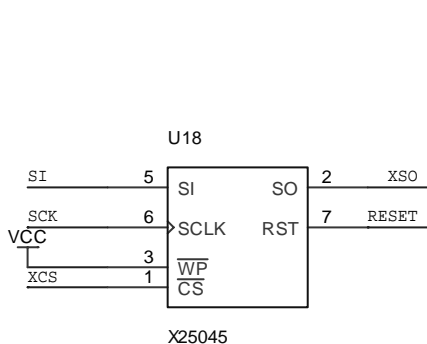 U18
SI 5 SI SO 2 XSO
SCK 6 SCLK RST 7 RESET
VCC
3 WP
XCS 1 CS
X25045